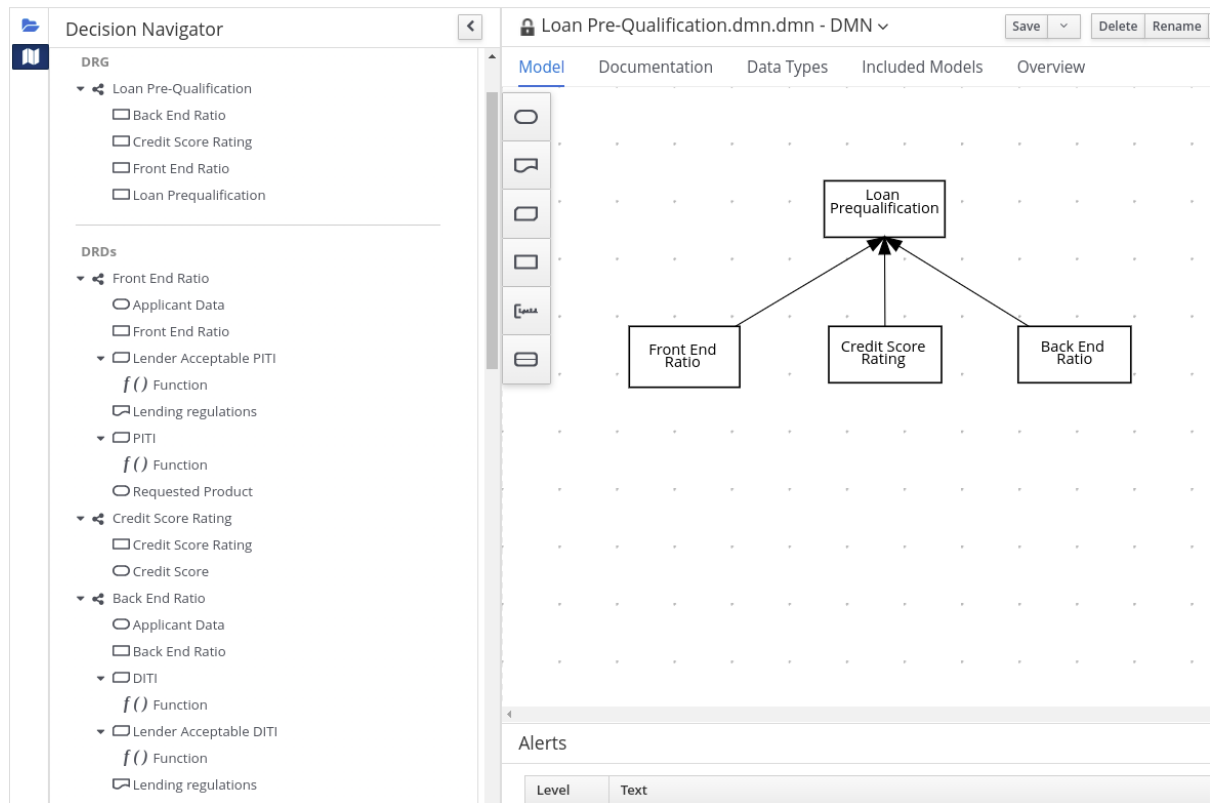 Decision Navigator
DRG
Loan Pre-Qualification
Back End Ratio
Credit Score Rating
Front End Ratio
Loan Prequalification
DRDs
Front End Ratio
Applicant Data
Front End Ratio
Lender Acceptable PITI
f () Function
Lending regulations
PITI
f () Function
Requested Product
Credit Score Rating
Credit Score Rating
Credit Score
Back End Ratio
Applicant Data
Back End Ratio
DITI
f () Function
Lender Acceptable DITI
f () Function
Lending regulations
Loan Pre-Qualification.dmn.dmn - DMN
Save
Delete
Rename
Model
Documentation
Data Types
Included Models
Overview
Loan
Prequalification
Front End
Ratio
Credit Score
Rating
Back End
Ratio
Alerts
Level
Text